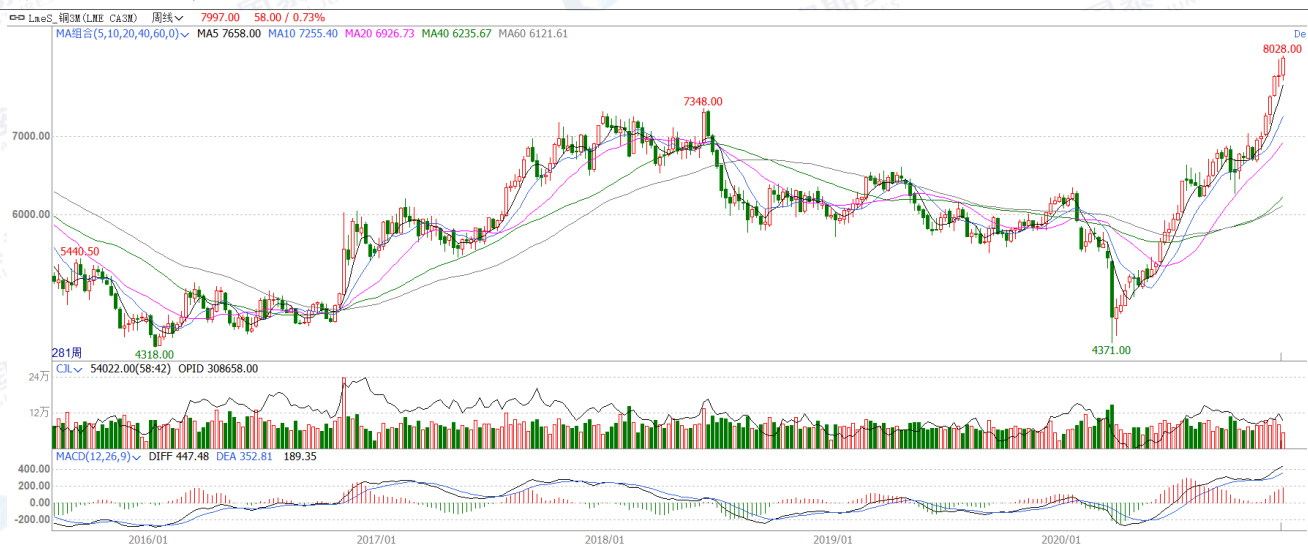 LmeS_铜3M(LME CA3M) 周线 7997.00 58.00 / 0.73%
MA组合(5,10,20,40,60,0) MA5 7658.00 MA10 7255.40 MA20 6926.73 MA40 6235.67 MA60 6121.61
De
8028.00
7348.00
7000.00
6000.00
5440.50
4371.00
281周
4318.00
CJL 54022.00(58:42) OPID 308658.00
24万
12万
MACD(12,26,9) DIFF 447.48 DEA 352.81 189.35
400.00
200.00
0.00
-200.00
2016/01 2017/01 2018/01 2019/01 2020/01